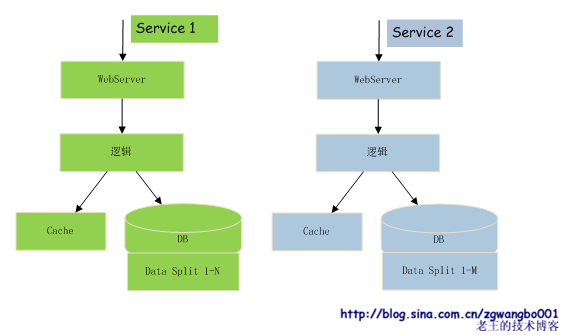 Service 1
Service 2
WebServer
WebServer
逻辑
逻辑
Cache
DB
Cache
DB
Data Split 1-N
Data Split 1-M
http://blog.sina.com.cn/zgwangbo001
老王的技术博客